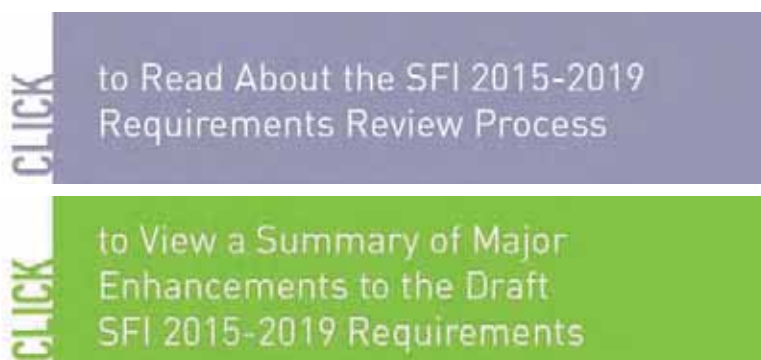 CLICK
to Read About the SFI 2015-2019
Requirements Review Process
CLICK
to View a Summary of Major
Enhancements to the Draft
SFI 2015-2019 Requirements